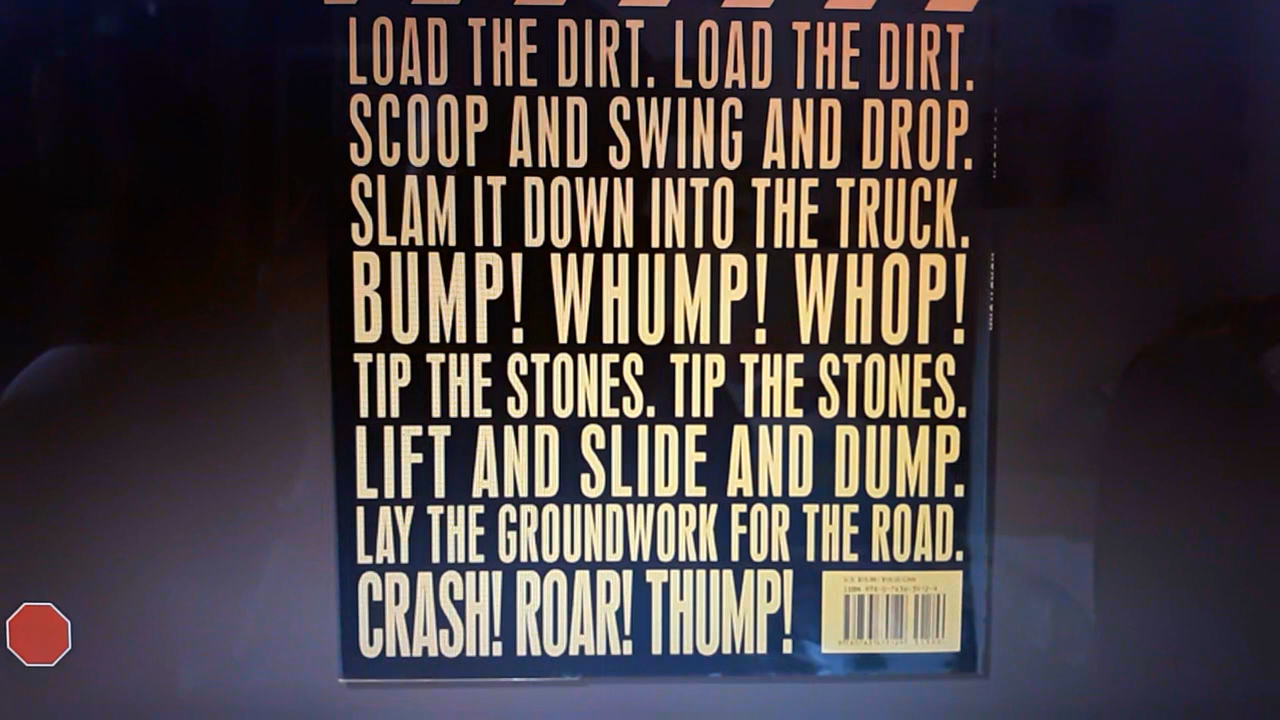 LOAD THE DIRT. LOAD THE DIRT.
SCOOP AND SWING AND DROP.
SLAM IT DOWN INTO THE TRUCK.
BUMP! WHUMP! WHOP!
TIP THE STONES. TIP THE STONES.
LIFT AND SLIDE AND DUMP.
LAY THE GROUNDWORK FOR THE ROAD.
CRASH! ROAR! THUMP!
ISBN